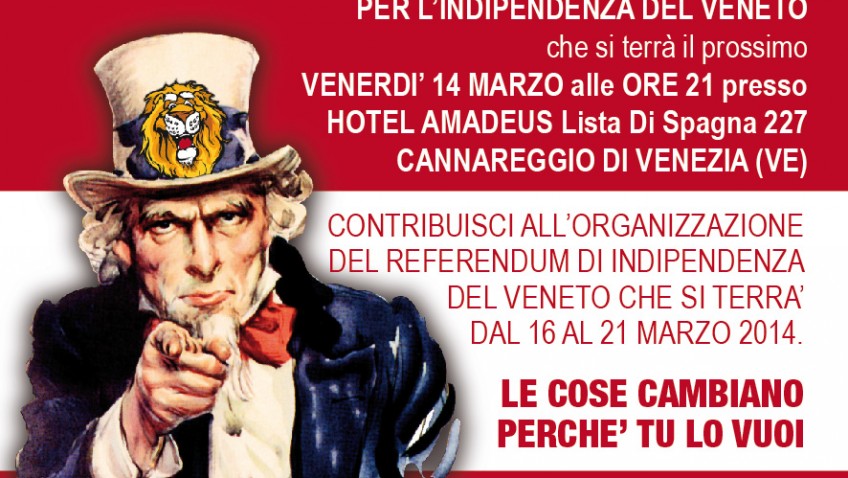 PER L’INDIPENDENZA DEL VENETO
che si terrà il prossimo
VENERDI’ 14 MARZO alle ORE 21 presso
HOTEL AMADEUS Lista Di Spagna 227
CANNAREGGIO DI VENEZIA (VE)
CONTRIBUISCI ALL’ORGANIZZAZIONE
DEL REFERENDUM DI INDIPENDENZA
DEL VENETO CHE SI TERRA’
DAL 16 AL 21 MARZO 2014.
LE COSE CAMBIANO
PERCHE’ TU LO VUOI